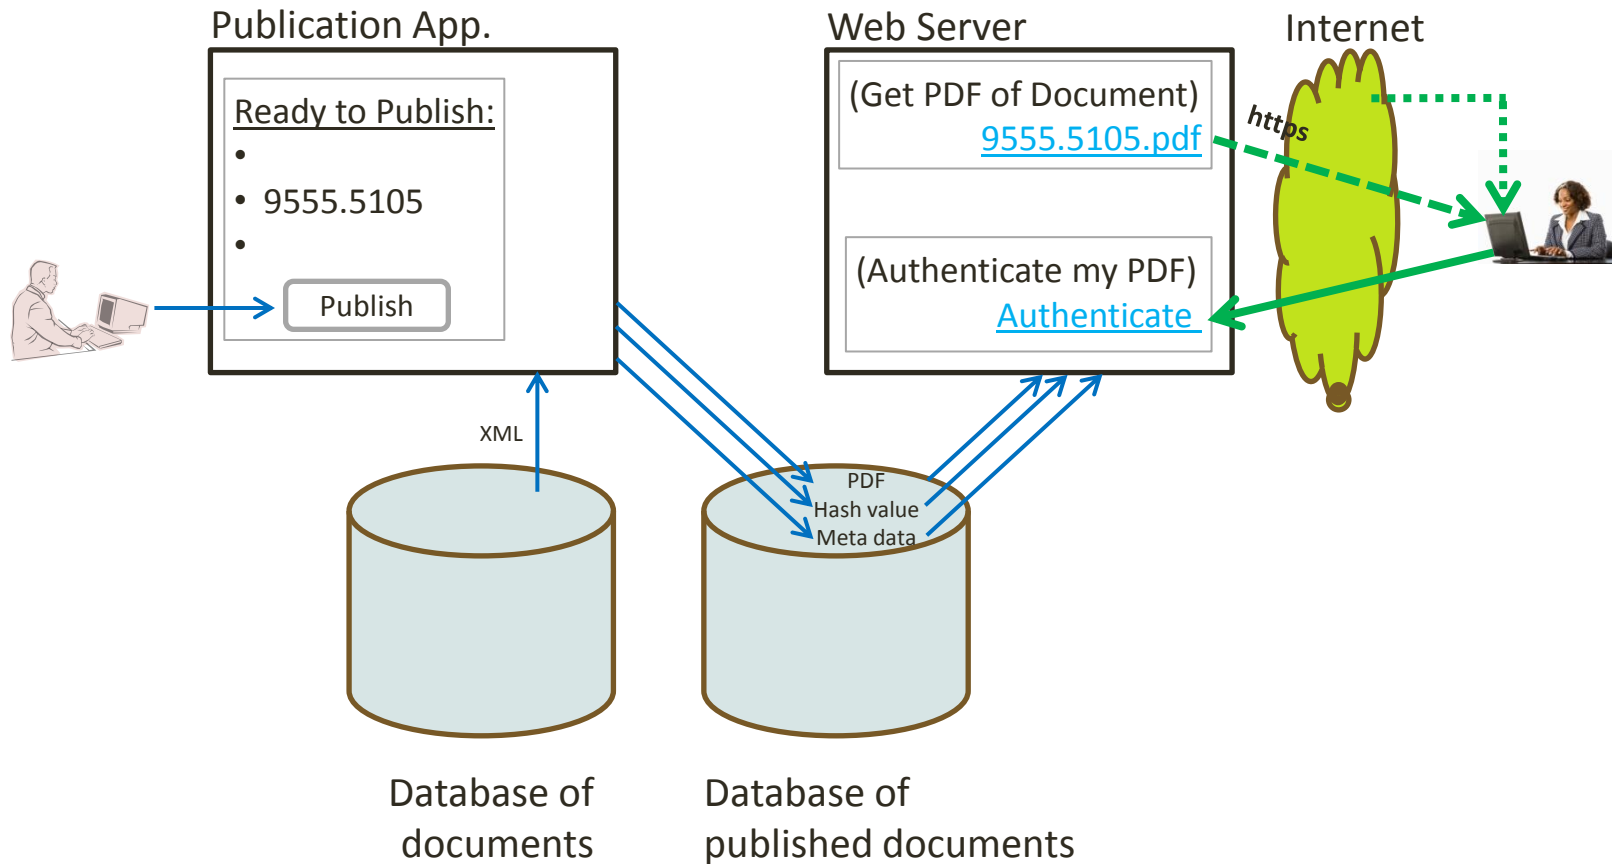 Publication App.
Ready to Publish:
•
• 9555.5105
•
Publish
XML
Database of
documents
PDF
Hash value
Meta data
Database of
published documents
Web Server
(Get PDF of Document)
9555.5105.pdf
(Authenticate my PDF)
Authenticate
https
Internet